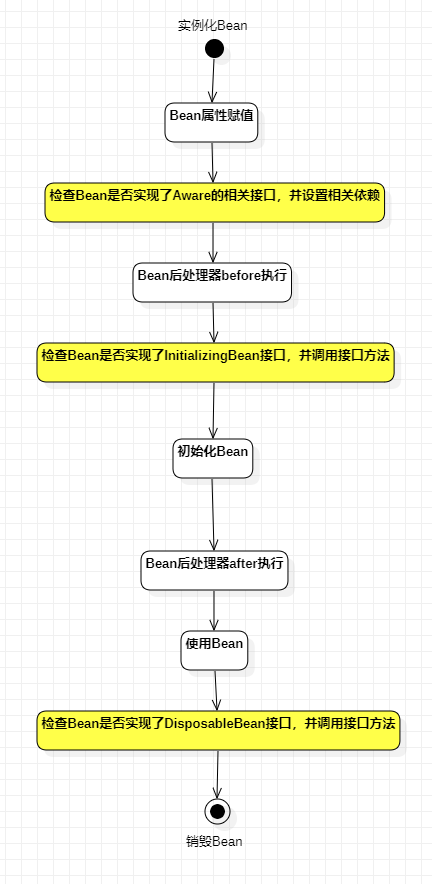 实例化Bean
Bean属性赋值
检查Bean是否实现了Aware的相关接口，并设置相关依赖
Bean后处理器before执行
检查Bean是否实现了InitializingBean接口，并调用接口方法
初始化Bean
Bean后处理器after执行
使用Bean
检查Bean是否实现了DisposableBean接口，并调用接口方法
销毁Bean